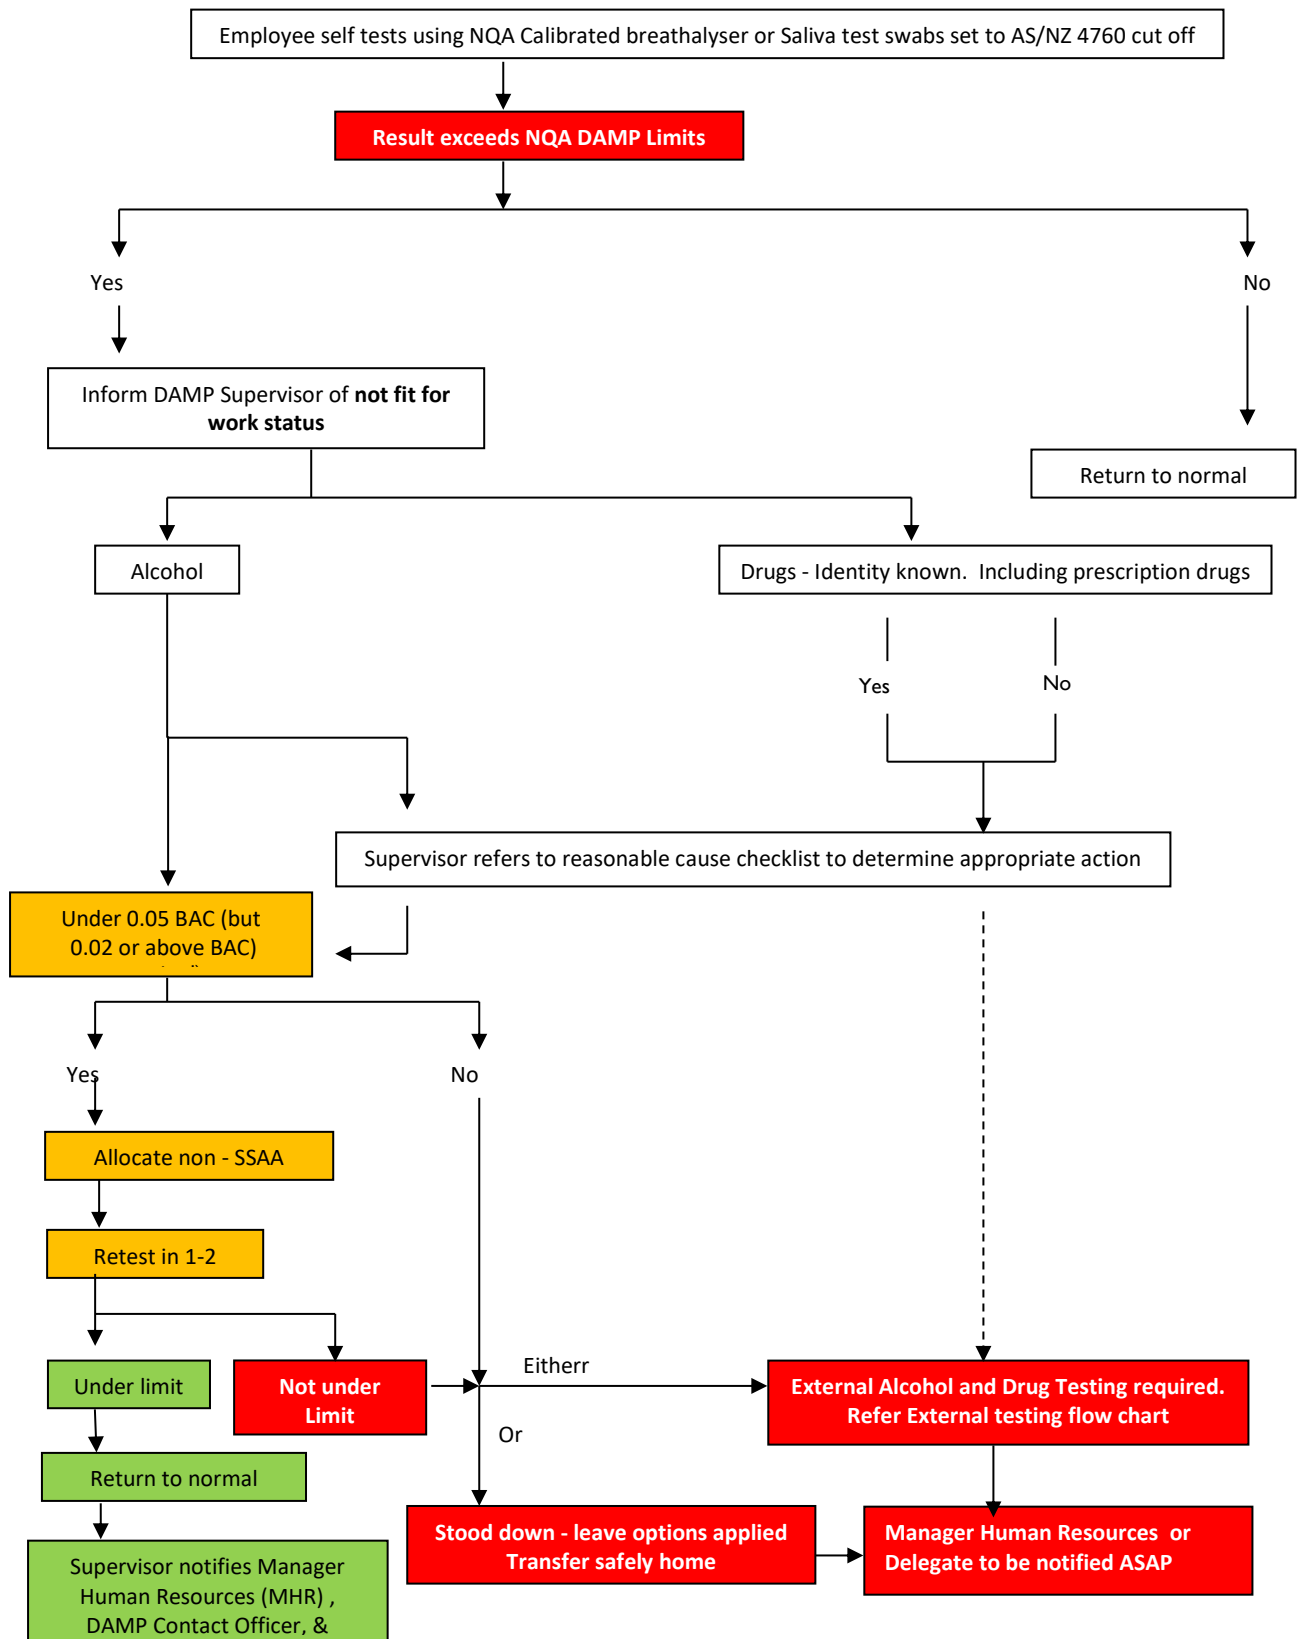 Employee self tests using NQA Calibrated breathalyser or Saliva test swabs set to AS/NZ 4760 cut off
Result exceeds NQA DAMP Limits
Yes
No
Inform DAMP Supervisor of not fit for
work status
Return to normal
Alcohol
Drugs - Identity known.  Including prescription drugs
Yes
No
Supervisor refers to reasonable cause checklist to determine appropriate action
Under 0.05 BAC (but
0.02 or above BAC)
Yes
No
Allocate non - SSAA
Retest in 1-2
Under limit
Not under
Limit
Eitherr
External Alcohol and Drug Testing required.
Refer External testing flow chart
Or
Return to normal
Stood down - leave options applied
Transfer safely home
Manager Human Resources  or
Delegate to be notified ASAP
Supervisor notifies Manager
Human Resources (MHR) ,
DAMP Contact Officer, &